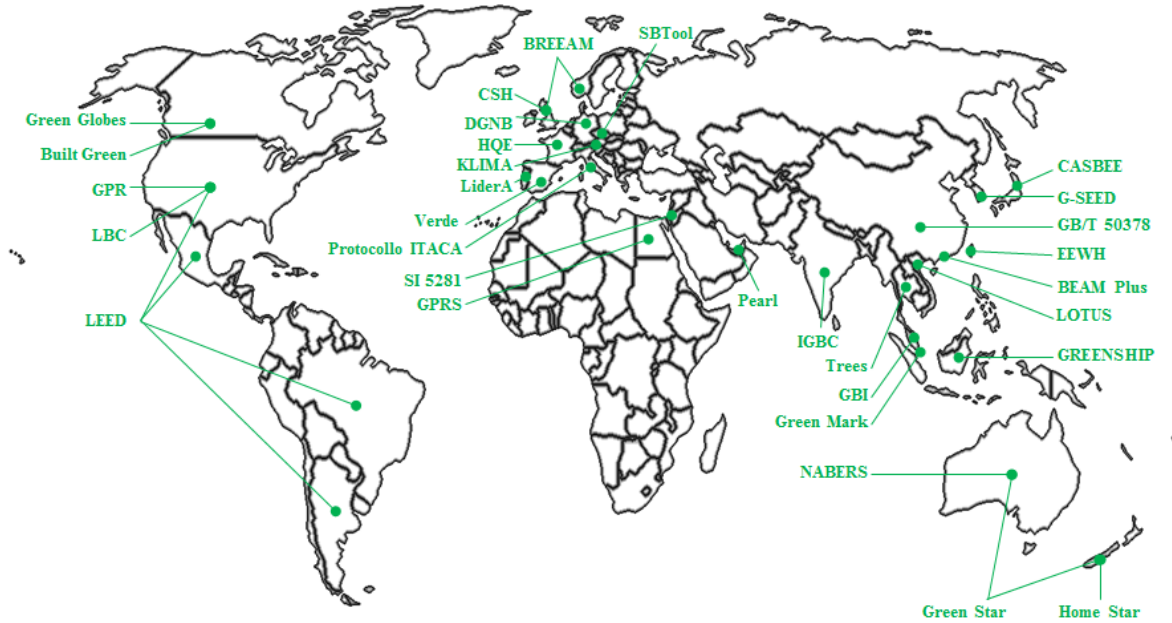 SBTool
BREEAM
CSH
DGNB
HQE
KLIMA
LiderA
Verde
Protocollo ITACA
SI 5281
GPRS
Green Globes
Built Green
GPR
LBC
LEED
Pearl
IGBC
Trees
GBI
Green Mark
CASBEE
G-SEED
GB/T 50378
EEWH
BEAM Plus
LOTUS
GREENSHIP
NABERS
Green Star
Home Star